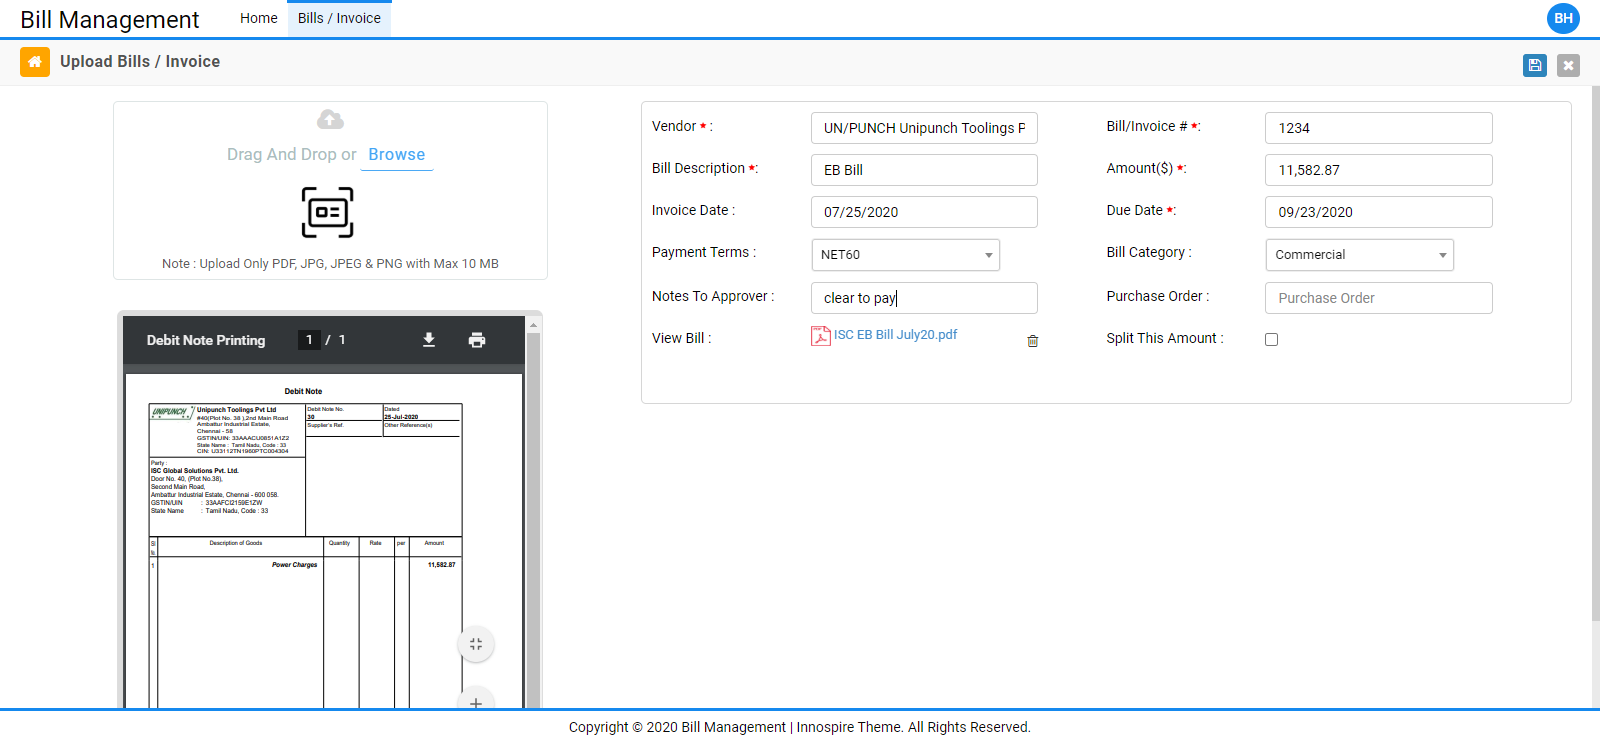 Bill Management Home Bills / Invoice BH
Upload Bills / Invoice
Drag And Drop or Browse
Note : Upload Only PDF, JPG, JPEG & PNG with Max 10 MB
Vendor * : UN/PUNCH Unipunch Toolings P Bill/Invoice # *: 1234
Bill Description *: EB Bill Amount($) *: 11,582.87
Invoice Date : 07/25/2020 Due Date *: 09/23/2020
Payment Terms : NET60 Bill Category : Commercial
Notes To Approver : clear to pay Purchase Order : Purchase Order
View Bill : ISC EB Bill July20.pdf Split This Amount :
Debit Note Printing 1 / 1
Debit Note
UNIPUNCH
Unipunch Toolings Pvt Ltd
#40(Plot No. 38 ),2nd Main Road
Ambattur Industrial Estate,
Chennai - 58
GSTIN/UIN: 33AAACU0851A1Z2
State Name : Tamil Nadu, Code : 33
CIN: U33112TN1960PTC004304
Debit Note No. Dated
30 25-Jul-2020
Supplier's Ref. Other Reference(s)
Party :
ISC Global Solutions Pvt. Ltd.
Door No. 40, (Plot No.38),
Second Main Road,
Ambattur Industrial Estate, Chennai - 600 058.
GSTIN/UIN : 33AAFCI2159E1ZW
State Name : Tamil Nadu, Code : 33
Sl Description of Goods Quantity Rate per Amount
1 Power Charges 11,582.87
Copyright © 2020 Bill Management | Innospire Theme. All Rights Reserved.